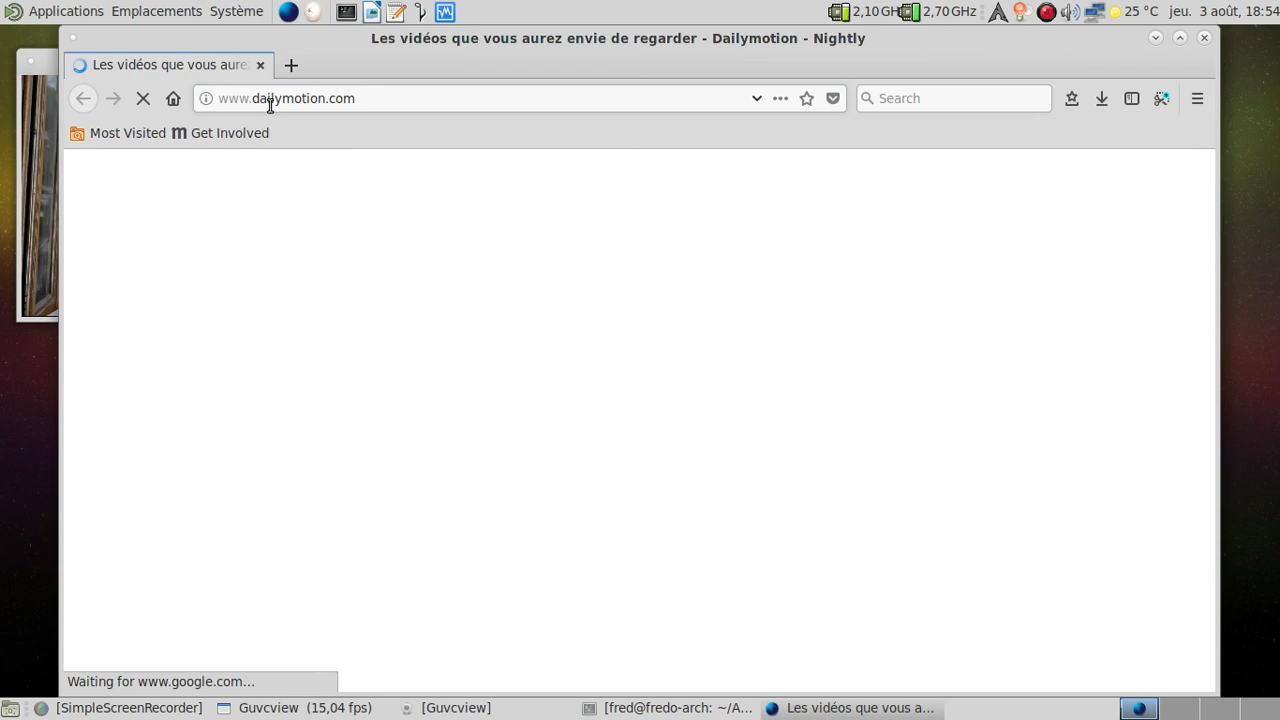 Applications Emplacements Système 2,10 GHz 2,70 GHz 25 °C jeu. 3 août, 18:54
Les vidéos que vous aurez envie de regarder - Dailymotion - Nightly
Les vidéos que vous aure
www.dailymotion.com Search
Most Visited Get Involved
Waiting for www.google.com...
[SimpleScreenRecorder] Guvcview (15,04 fps) [Guvcview] [fred@fredo-arch: ~/A... Les vidéos que vous a...